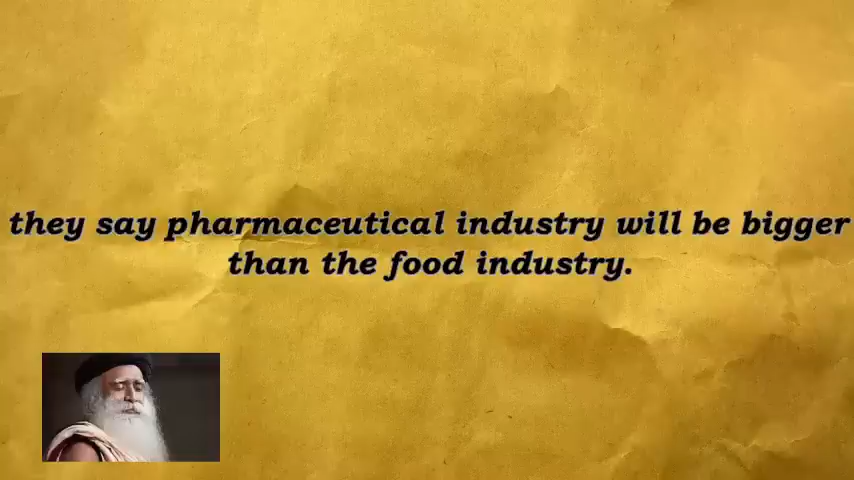 they say pharmaceutical industry will be bigger
than the food industry.